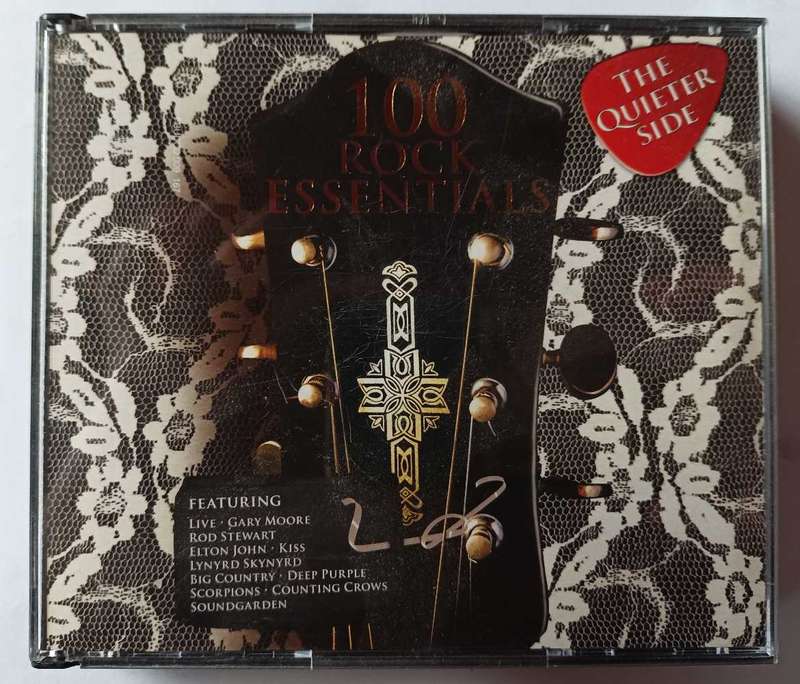 100
ROCK
ESSENTIALS
THE
QUIETER
SIDE
FEATURING
LIVE · GARY MOORE
ROD STEWART
ELTON JOHN · KISS
LYNYRD SKYNYRD
BIG COUNTRY · DEEP PURPLE
SCORPIONS · COUNTING CROWS
SOUNDGARDEN